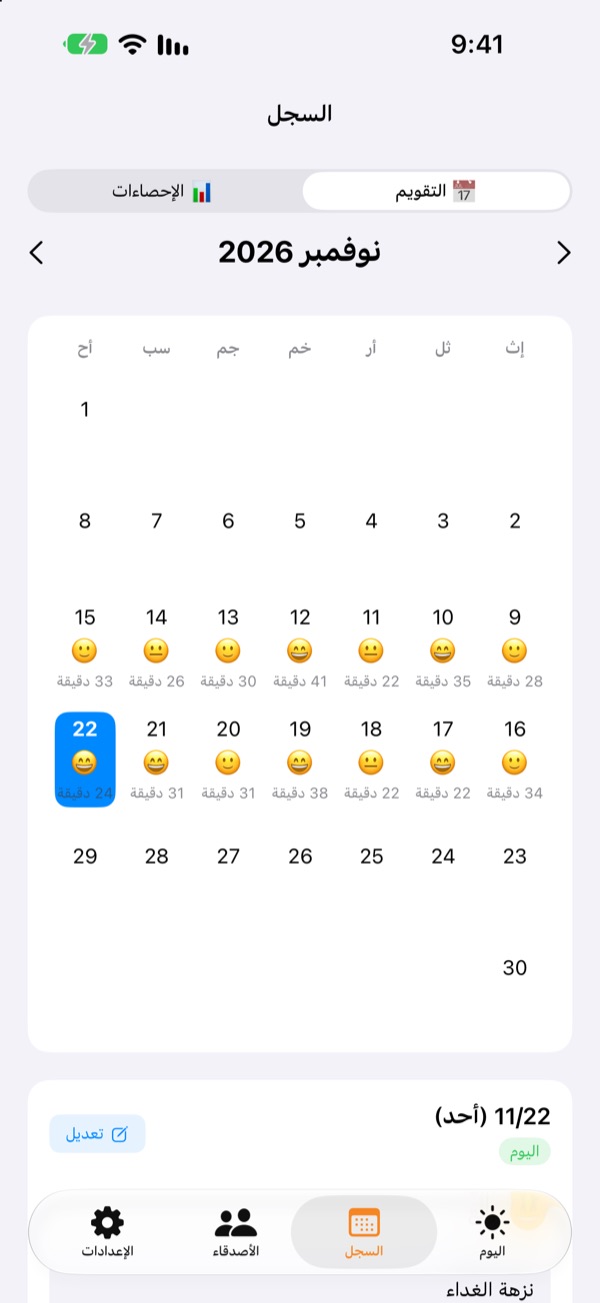 9:41
السجل
التقويم
الإحصاءات
نوفمبر 2026
إث ثل أر خم جم سب أح
1
2 3 4 5 6 7 8
9 10 11 12 13 14 15
28 دقيقة 35 دقيقة 22 دقيقة 41 دقيقة 30 دقيقة 26 دقيقة 33 دقيقة
16 17 18 19 20 21 22
34 دقيقة 22 دقيقة 22 دقيقة 38 دقيقة 31 دقيقة 31 دقيقة 24 دقيقة
23 24 25 26 27 28 29
30
11/22 (أحد)
تعديل
اليوم
اليوم
السجل
الأصدقاء
الإعدادات
نزهة الغداء